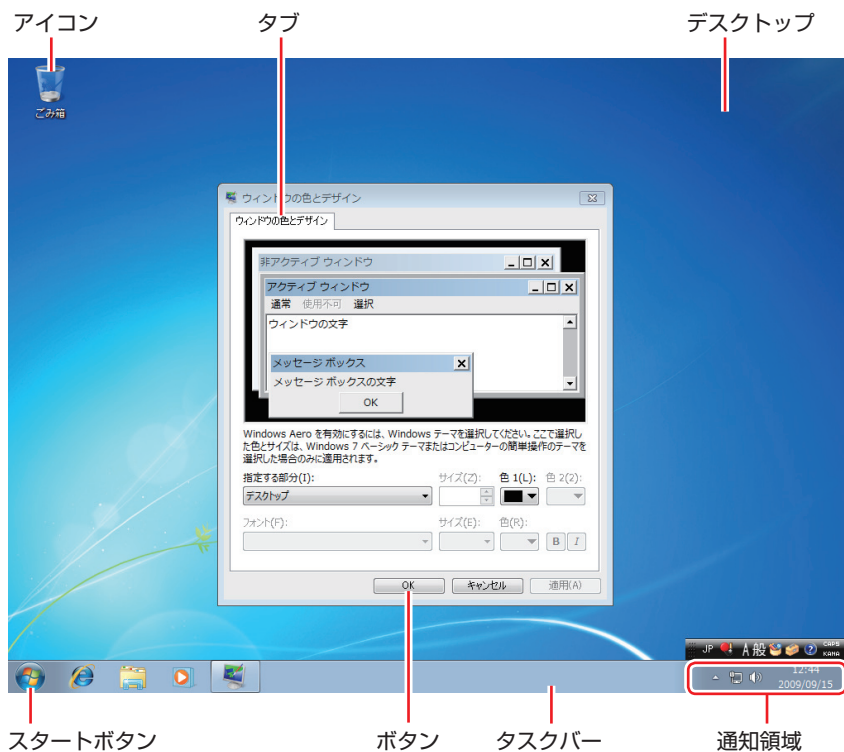 アイコン
タブ
デスクトップ
ごみ箱
ウィンドウの色とデザイン
ウィンドウの色とデザイン
非アクティブ ウィンドウ
アクティブ ウィンドウ
通常 使用不可 選択
ウィンドウの文字
メッセージ ボックス
メッセージ ボックスの文字
OK
Windows Aero を有効にするには、Windows テーマを選択してください。ここで選択し
た色とサイズは、Windows 7 ベーシック テーマまたはコンピューターの簡単操作のテーマを
選択した場合のみに適用されます。
指定する部分(I): サイズ(Z): 色 1(L): 色 2(2):
デスクトップ
フォント(F): サイズ(E): 色(R):
B I
OK キャンセル 適用(A)
JP A 般 CAPS
KANA
12:44
2009/09/15
スタートボタン
ボタン
タスクバー
通知領域